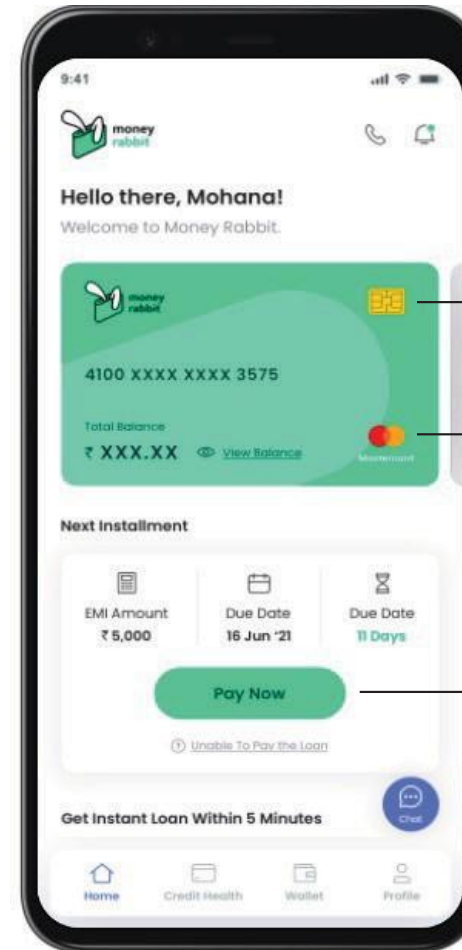 9:41
money
rabbit
Hello there, Mohana!
Welcome to Money Rabbit.
money
rabbit
4100 XXXX XXXX 3575
Total Balance
₹ XXX.XX View Balance
Mastercard
Next Installment
EMI Amount Due Date Due Date
₹ 5,000 16 Jun '21 11 Days
Pay Now
Unable To Pay the Loan
Get Instant Loan Within 5 Minutes
Chat
Home Credit Health Wallet Profile